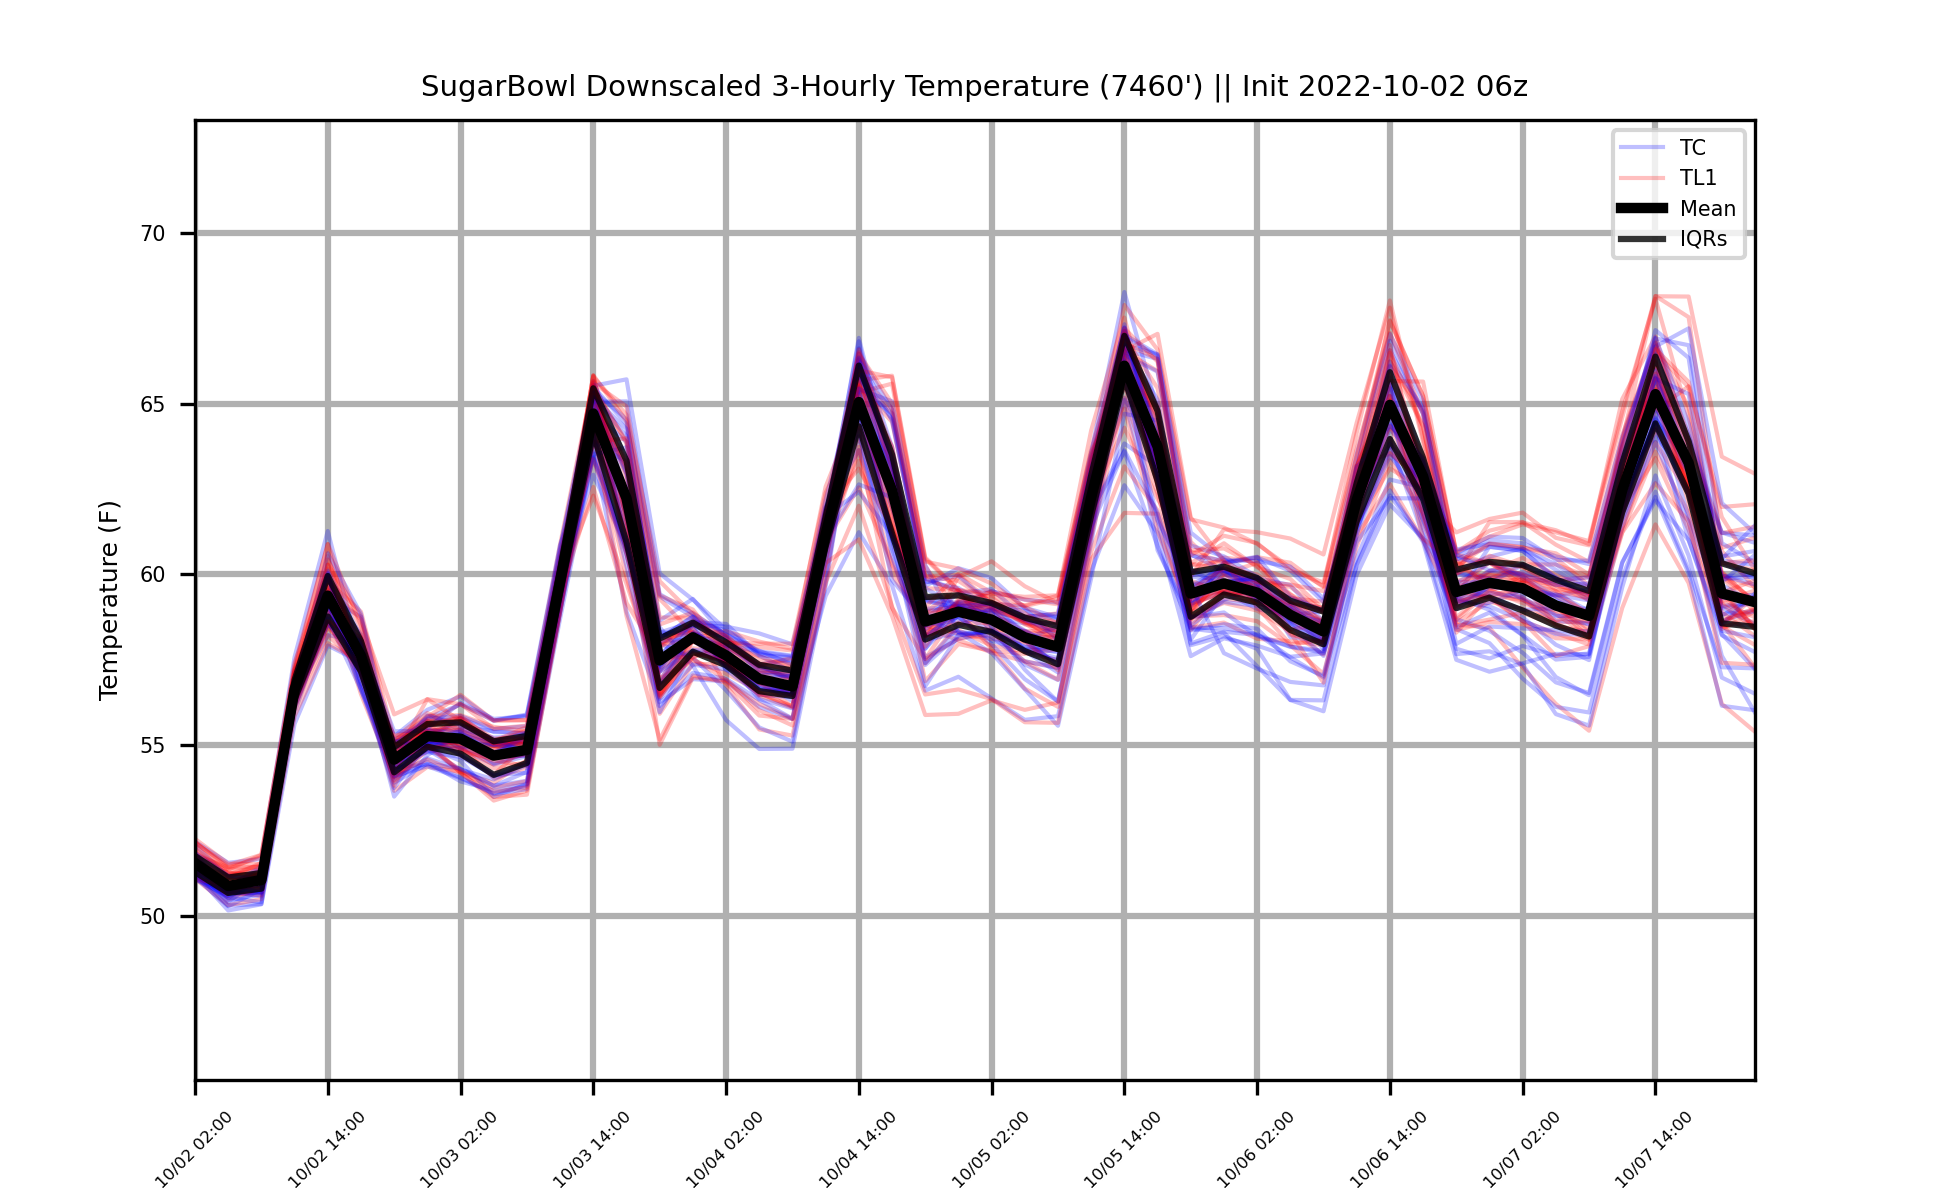 SugarBowl Downscaled 3-Hourly Temperature (7460') || Init 2022-10-02 06z
TC
TL1
Mean
IQRs
Temperature (F)
70
65
60
55
50
10/02 02:00
10/02 14:00
10/03 02:00
10/03 14:00
10/04 02:00
10/04 14:00
10/05 02:00
10/05 14:00
10/06 02:00
10/06 14:00
10/07 02:00
10/07 14:00